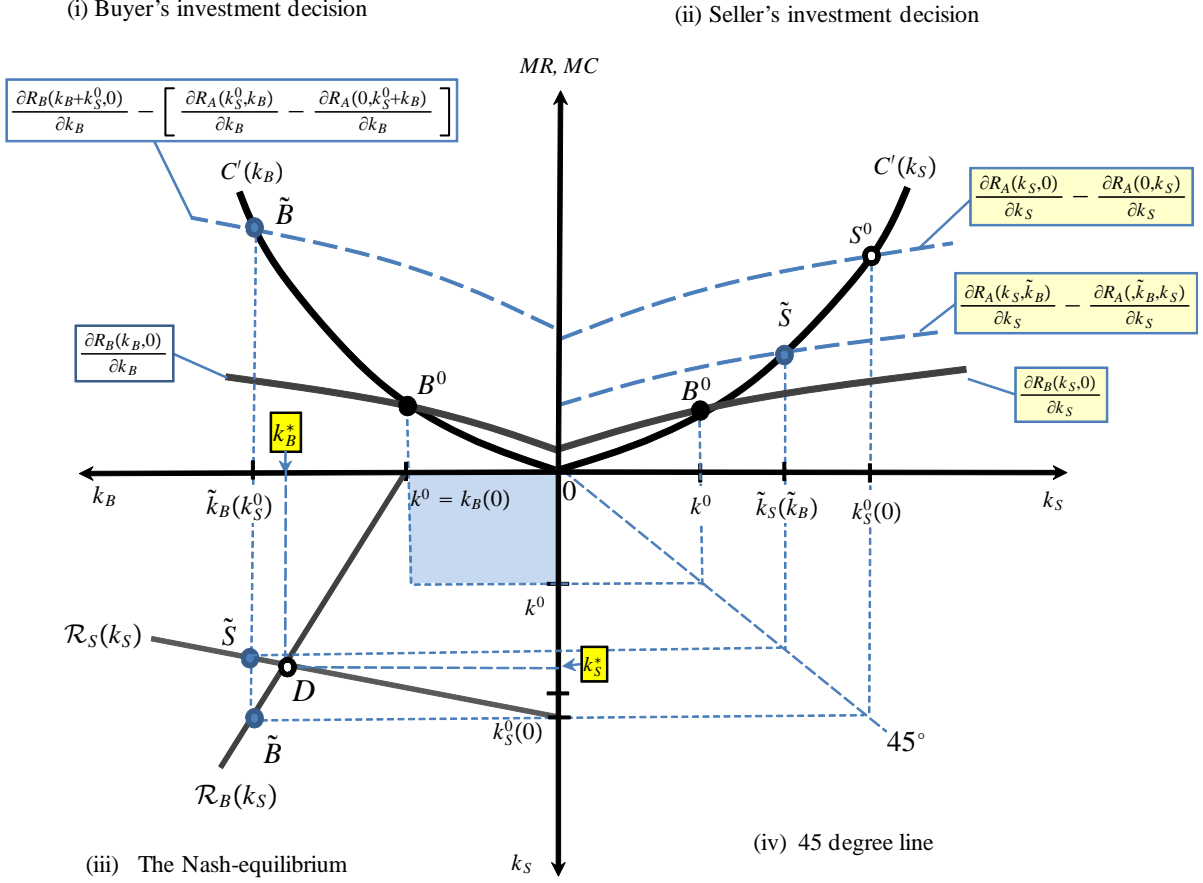 (i) Buyer's investment decision
(ii) Seller's investment decision
MR, MC
∂R_B(k_B+k_S^0,0)/∂k_B − [ ∂R_A(k_S^0,k_B)/∂k_B − ∂R_A(0,k_S^0+k_B)/∂k_B ]
C′(k_B)
B̃
C′(k_S)
∂R_A(k_S,0)/∂k_S − ∂R_A(0,k_S)/∂k_S
S^0
∂R_A(k_S,k̃_B)/∂k_S − ∂R_A(,k̃_B,k_S)/∂k_S
S̃
∂R_B(k_B,0)/∂k_B
B^0
B^0
∂R_B(k_S,0)/∂k_S
k_B^*
k_B
k̃_B(k_S^0)
k^0 = k_B(0)
0
k^0
k̃_S(k̃_B)
k_S^0(0)
k_S
k^0
ℛ_S(k_S)
S̃
k_S^*
D
k_S^0(0)
B̃
45°
ℛ_B(k_S)
(iii) The Nash-equilibrium
k_S
(iv) 45 degree line